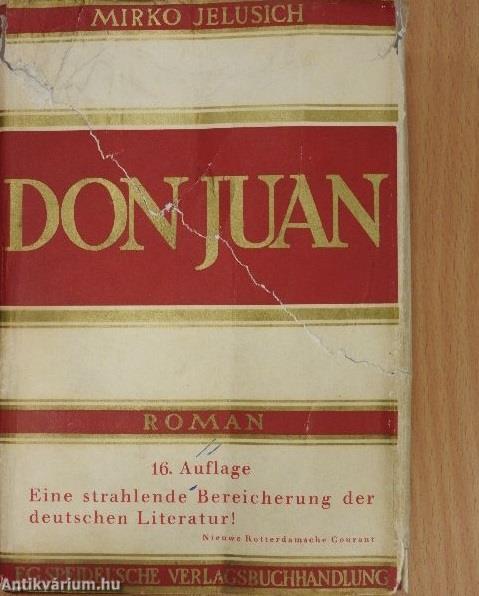 MIRKO JELUSICH
DON JUAN
ROMAN
16. Auflage
Eine strahlende Bereicherung der
deutschen Literatur!
Nieuwe Rotterdamsche Courant
F.G. SPEIDEL'SCHE VERLAGSBUCHHANDLUNG
Antikvárium.hu